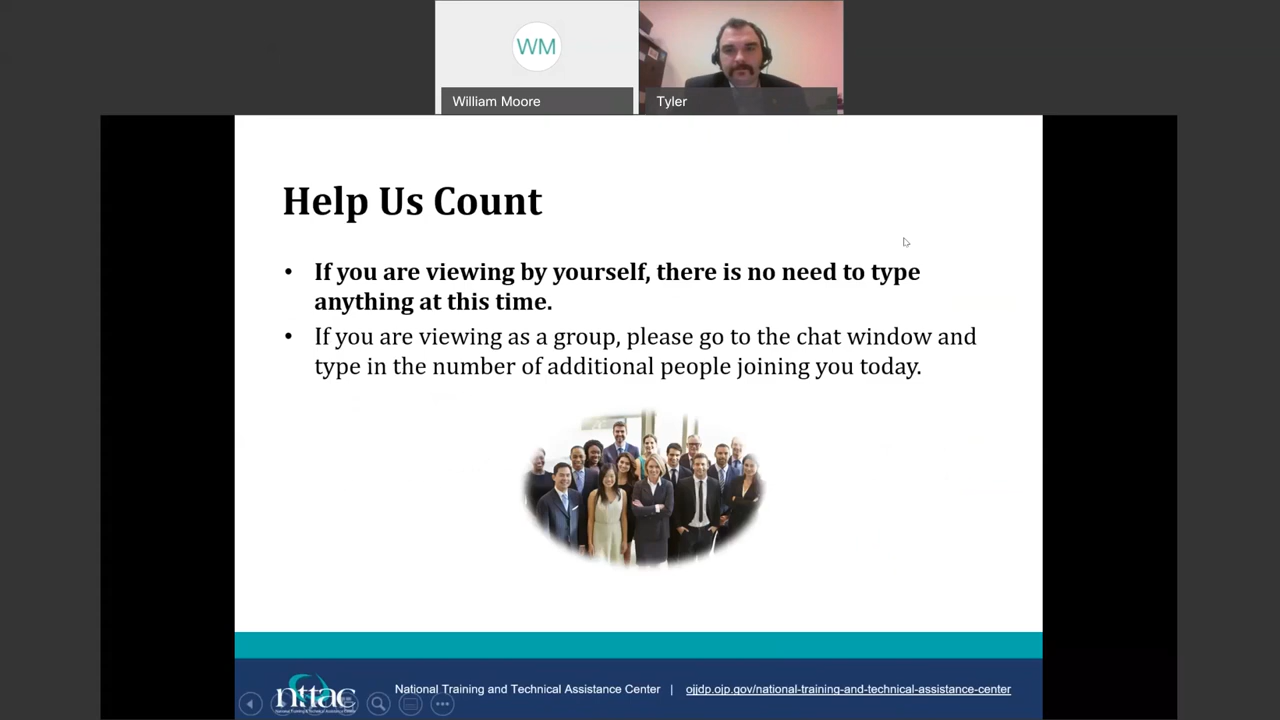 WM
William Moore
Tyler
Help Us Count
• If you are viewing by yourself, there is no need to type
anything at this time.
• If you are viewing as a group, please go to the chat window and
type in the number of additional people joining you today.
nttac
National Training and Technical Assistance Center | ojjdp.ojp.gov/national-training-and-technical-assistance-center